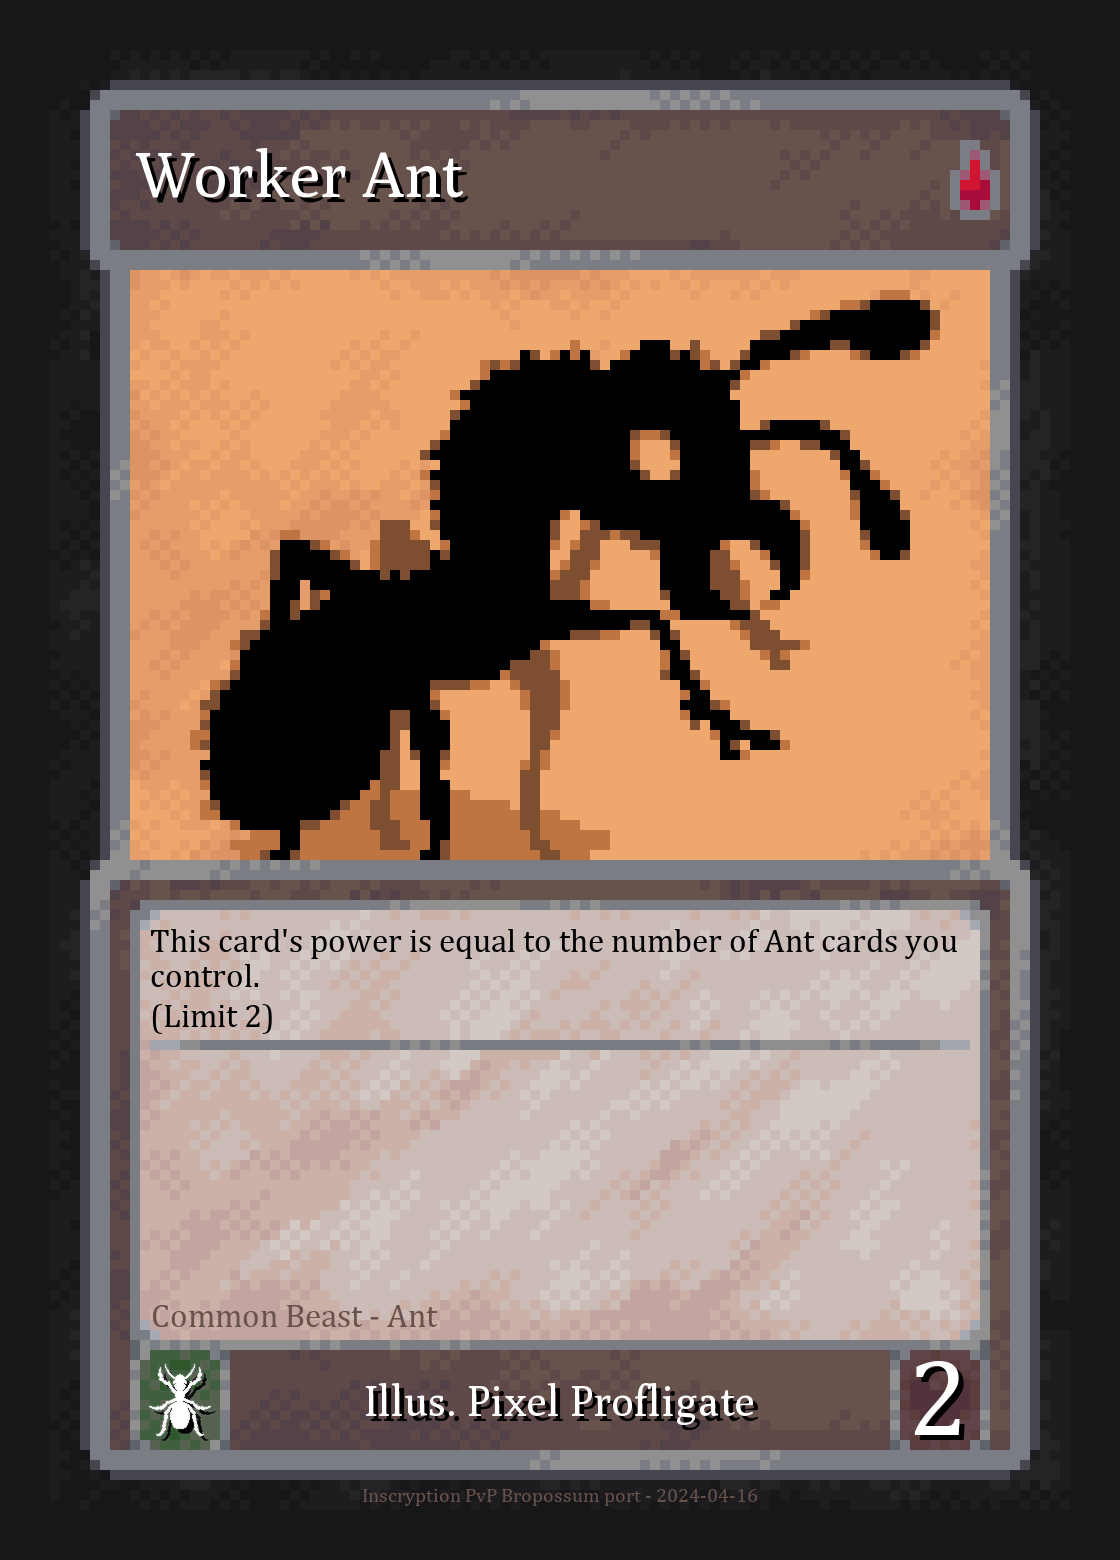 Worker Ant
This card's power is equal to the number of Ant cards you
control.
(Limit 2)
Common Beast - Ant
Illus. Pixel Profligate
2
Inscryption PvP Bropossum port - 2024-04-16